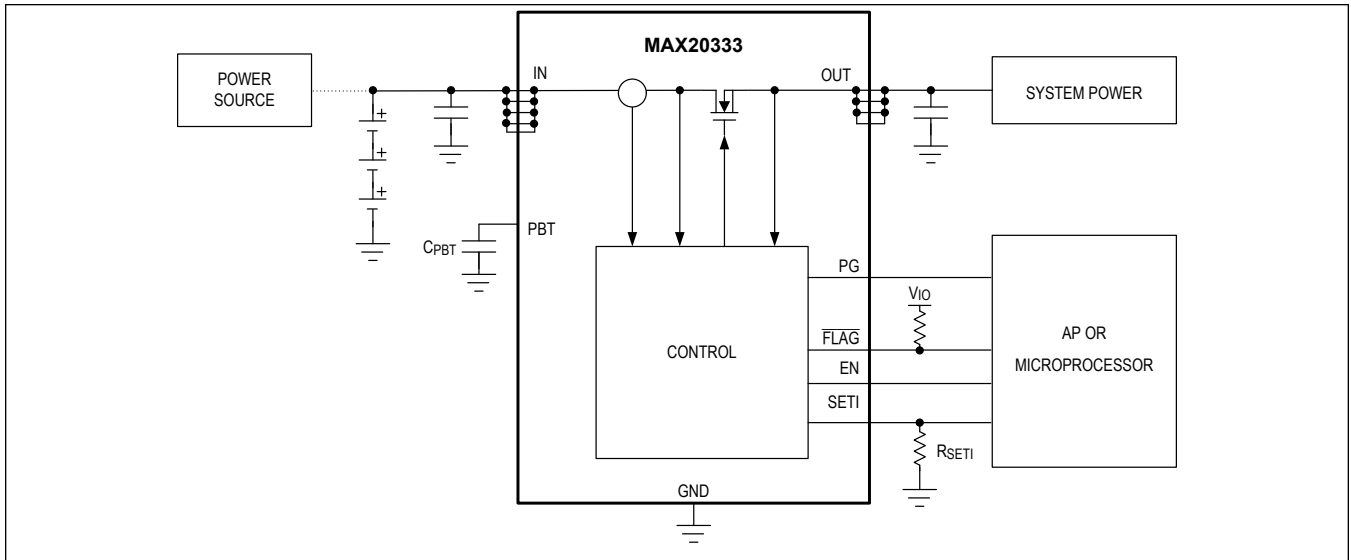 MAX20333
POWER
SOURCE
IN
OUT
SYSTEM POWER
+
+
+
PBT
CPBT
PG
VIO
FLAG
EN
SETI
CONTROL
AP OR
MICROPROCESSOR
RSETI
GND